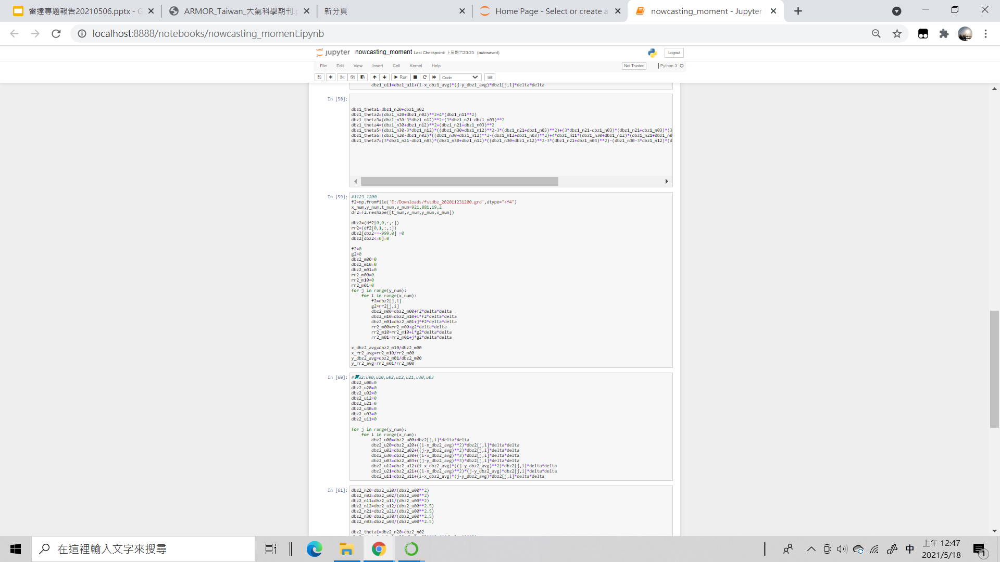 雷達專題報告20210506.pptx - G
ARMOR_Taiwan_大氣科學期刊.p
新分頁
Home Page - Select or create a
nowcasting_moment - Jupyter
localhost:8888/notebooks/nowcasting_moment.ipynb
jupyter nowcasting_moment Last Checkpoint: 上星期六23:23 (autosaved)
Logout
File Edit View Insert Cell Kernel Help
Not Trusted
Python 3
Run
Code
dbz1_u11=dbz1_u11+(i-x_dbz1_avg)*(j-y_dbz1_avg)*dbz1[j,i]*delta*delta
In [58]:
dbz1_theta1=dbz1_n20+dbz1_n02
dbz1_theta2=(dbz1_n20+dbz1_n02)**2+4*(dbz1_n11**2)
dbz1_theta3=(dbz1_n30-3*dbz1_n12)**2+(3*dbz1_n21-dbz1_n03)**2
dbz1_theta4=(dbz1_n30+dbz1_n12)**2+(dbz1_n21+dbz1_n03)**2
dbz1_theta5=(dbz1_n30-3*dbz1_n12)*((dbz1_n30+dbz1_n12)**2-3*(dbz1_n21+dbz1_n03)**2)+(3*dbz1_n21-dbz1_n03)*(dbz1_n21+dbz1_n03)*(3
dbz1_theta6=(dbz1_n20-dbz1_n02)*((dbz1_n30+dbz1_n12)**2-(dbz1_n12+dbz1_n03)**2)+4*dbz1_n11*(dbz1_n30+dbz1_n12)*(dbz1_n21+dbz1_n0
dbz1_theta7=(3*dbz1_n21-dbz1_n03)*(dbz1_n30+dbz1_n12)*((dbz1_n30+dbz1_n12)**2-3*(dbz1_n21+dbz1_n03)**2)-(dbz1_n30-3*dbz1_n12)*(d
In [59]:
#1123_1200
f2=np.fromfile('E:/Downloads/fstdbz_202011231200.grd',dtype="<f4")
x_num,y_num,t_num,v_num=921,881,19,2
df2=f2.reshape([t_num,v_num,y_num,x_num])
dbz2=(df2[0,0,:,:])
rr2=(df2[0,1,:,:])
dbz2[dbz2==-999.0] =0
dbz2[dbz2<=0]=0
f2=0
g2=0
dbz2_m00=0
dbz2_m10=0
dbz2_m01=0
rr2_m00=0
rr2_m10=0
rr2_m01=0
for j in range(y_num):
for i in range(x_num):
f2=dbz2[j,i]
g2=rr2[j,i]
dbz2_m00=dbz2_m00+f2*delta*delta
dbz2_m10=dbz2_m10+i*f2*delta*delta
dbz2_m01=dbz2_m01+j*f2*delta*delta
rr2_m00=rr2_m00+g2*delta*delta
rr2_m10=rr2_m10+i*g2*delta*delta
rr2_m01=rr2_m01+j*g2*delta*delta
x_dbz2_avg=dbz2_m10/dbz2_m00
x_rr2_avg=rr2_m10/rr2_m00
y_dbz2_avg=dbz2_m01/dbz2_m00
y_rr2_avg=rr2_m01/rr2_m00
In [60]:
#求u2:u00,u20,u02,u12,u21,u30,u03
dbz2_u00=0
dbz2_u20=0
dbz2_u02=0
dbz2_u12=0
dbz2_u21=0
dbz2_u30=0
dbz2_u03=0
dbz2_u11=0
for j in range(y_num):
for i in range(x_num):
dbz2_u00=dbz2_u00+dbz2[j,i]*delta*delta
dbz2_u20=dbz2_u20+((i-x_dbz2_avg)**2)*dbz2[j,i]*delta*delta
dbz2_u02=dbz2_u02+((j-y_dbz2_avg)**2)*dbz2[j,i]*delta*delta
dbz2_u30=dbz2_u30+((i-x_dbz2_avg)**3)*dbz2[j,i]*delta*delta
dbz2_u03=dbz2_u03+((j-y_dbz2_avg)**3)*dbz2[j,i]*delta*delta
dbz2_u12=dbz2_u12+(i-x_dbz2_avg)*((j-y_dbz2_avg)**2)*dbz2[j,i]*delta*delta
dbz2_u21=dbz2_u21+((i-x_dbz2_avg)**2)*(j-y_dbz2_avg)*dbz2[j,i]*delta*delta
dbz2_u11=dbz2_u11+(i-x_dbz2_avg)*(j-y_dbz2_avg)*dbz2[j,i]*delta*delta
In [61]:
dbz2_n20=dbz2_u20/(dbz2_u00**2)
dbz2_n02=dbz2_u02/(dbz2_u00**2)
dbz2_n11=dbz2_u11/(dbz2_u00**2)
dbz2_n12=dbz2_u12/(dbz2_u00**2.5)
dbz2_n21=dbz2_u21/(dbz2_u00**2.5)
dbz2_n30=dbz2_u30/(dbz2_u00**2.5)
dbz2_n03=dbz2_u03/(dbz2_u00**2.5)
dbz2_theta1=dbz2_n20+dbz2_n02
在這裡輸入文字來搜尋
中
上午 12:47
2021/5/18
1